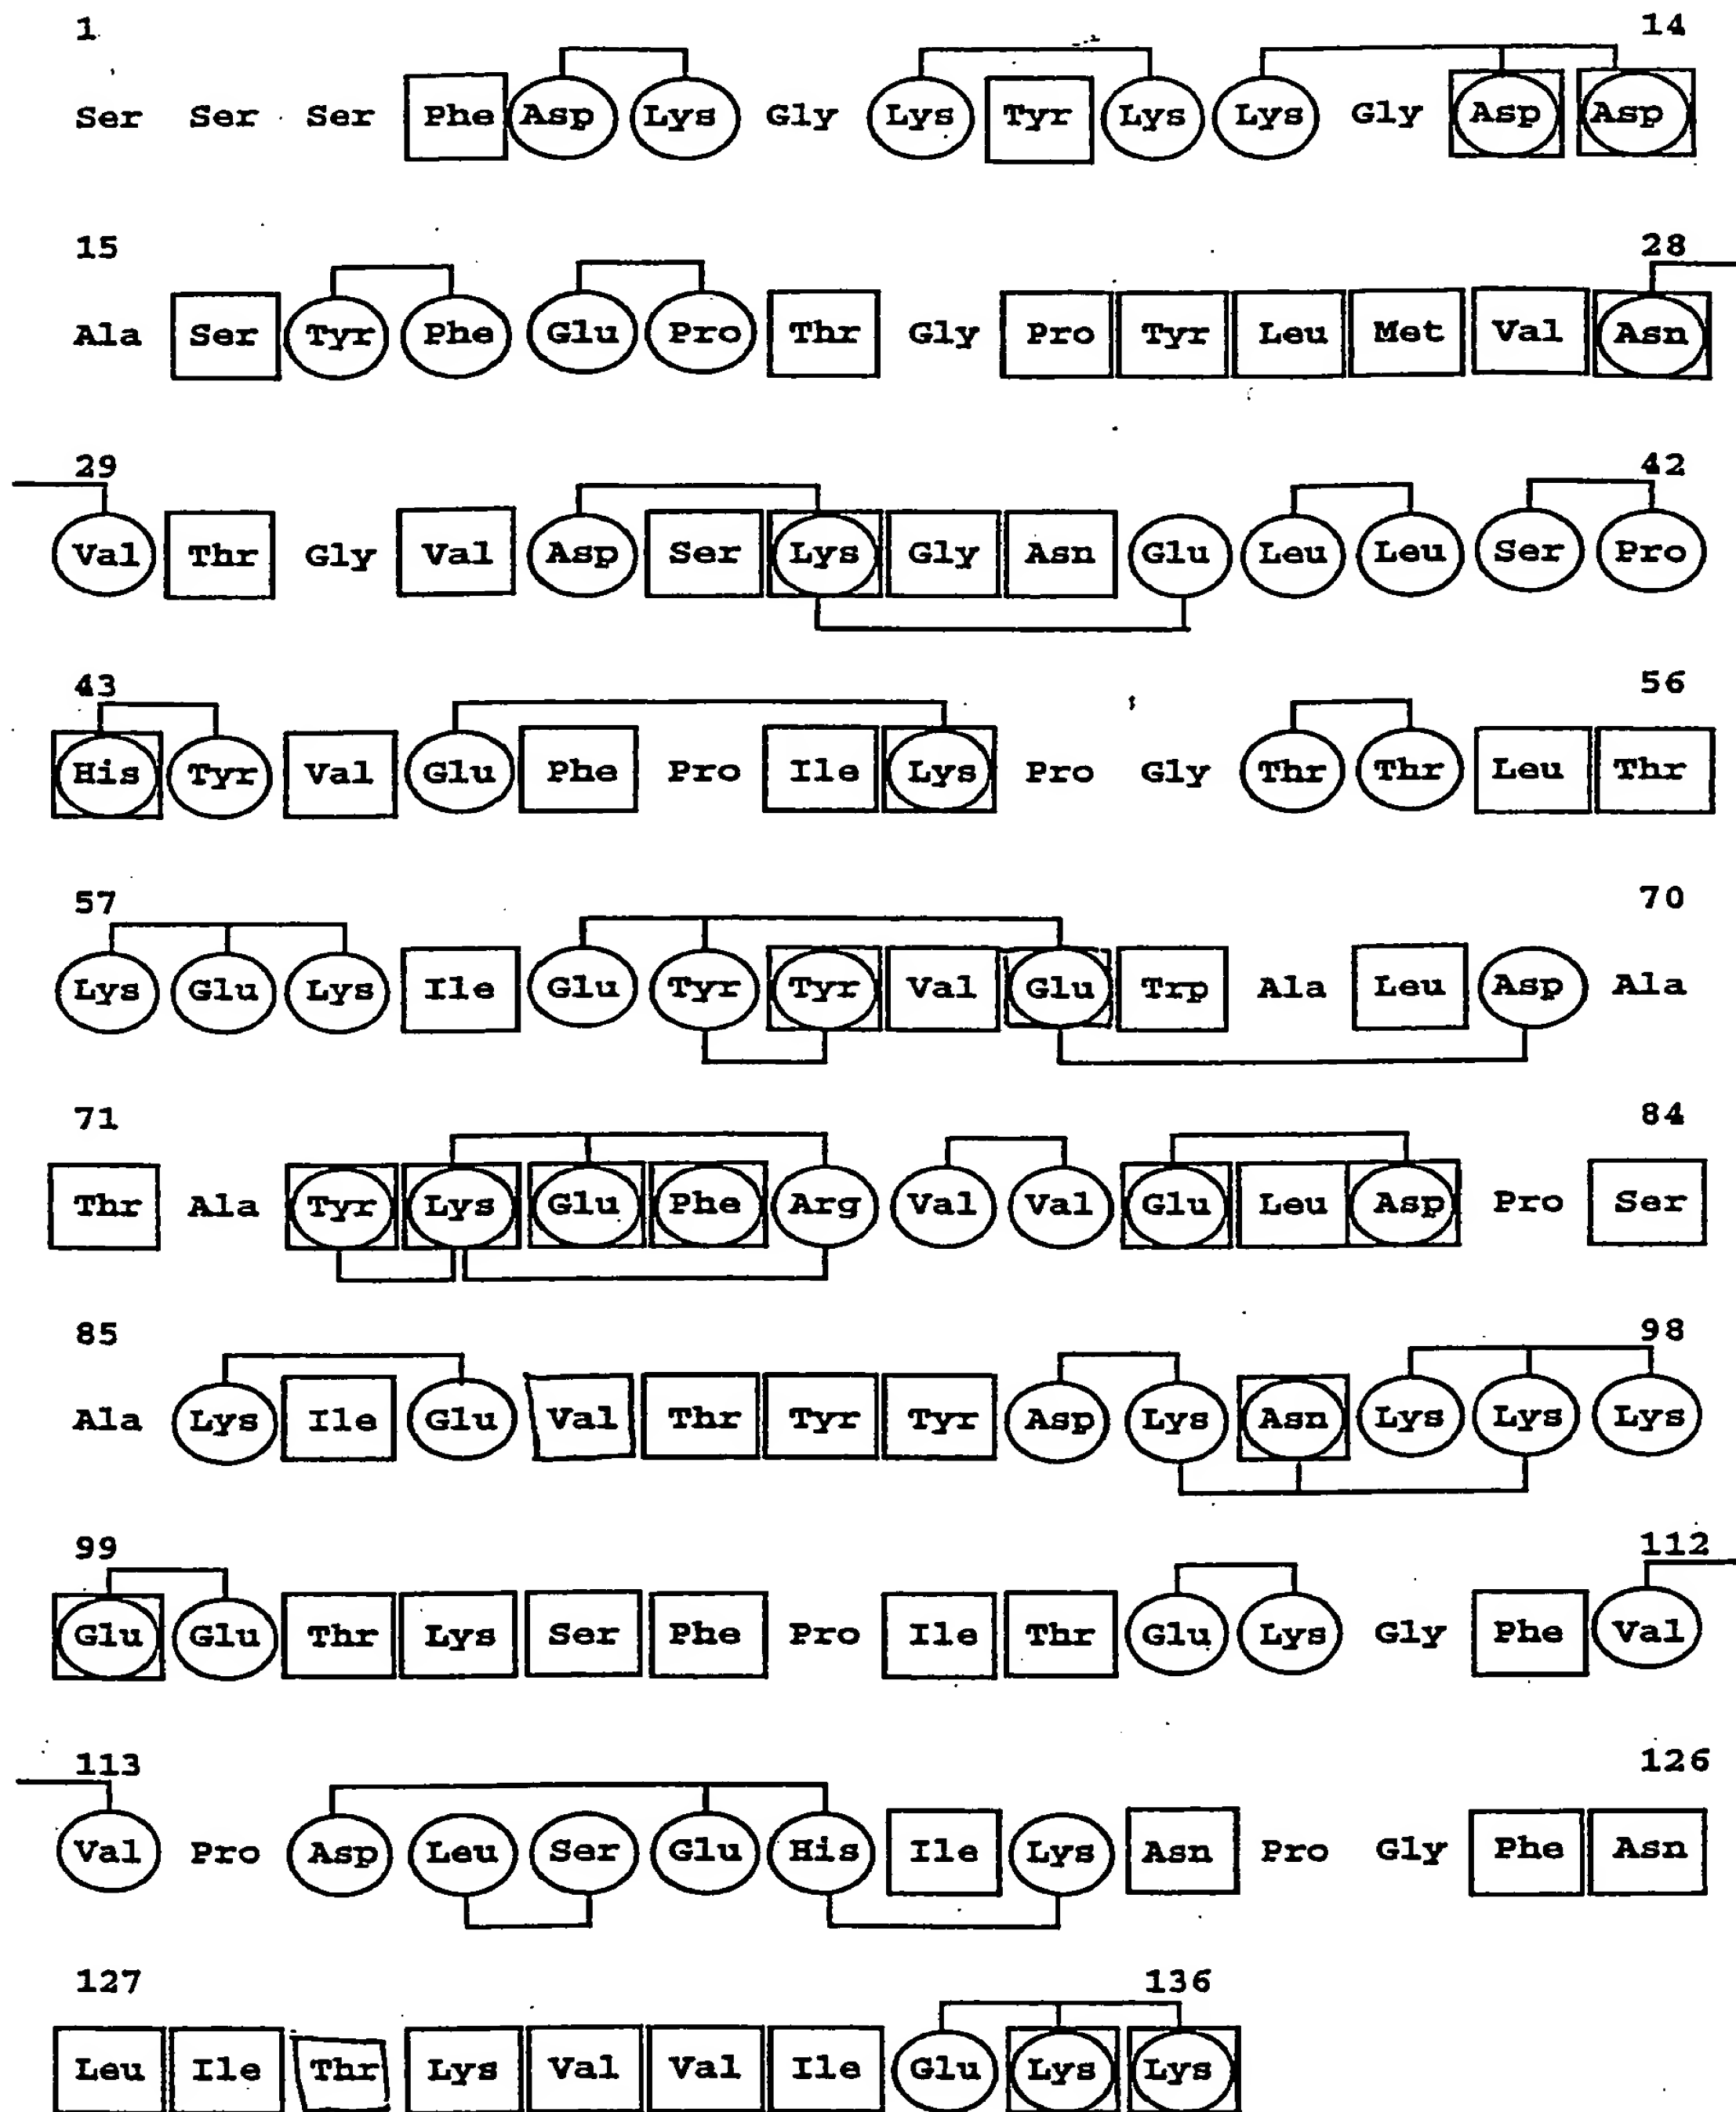 1 14
Ser Ser Ser Phe Asp Lys Gly Lys Tyr Lys Lys Gly Asp Asp
15 28
Ala Ser Tyr Phe Glu Pro Thr Gly Pro Tyr Leu Met Val Asn
29 42
Val Thr Gly Val Asp Ser Lys Gly Asn Glu Leu Leu Ser Pro
43 56
His Tyr Val Glu Phe Pro Ile Lys Pro Gly Thr Thr Leu Thr
57 70
Lys Glu Lys Ile Glu Tyr Tyr Val Glu Trp Ala Leu Asp Ala
71 84
Thr Ala Tyr Lys Glu Phe Arg Val Val Glu Leu Asp Pro Ser
85 98
Ala Lys Ile Glu Val Thr Tyr Tyr Asp Lys Asn Lys Lys Lys
99 112
Glu Glu Thr Lys Ser Phe Pro Ile Thr Glu Lys Gly Phe Val
113 126
Val Pro Asp Leu Ser Glu His Ile Lys Asn Pro Gly Phe Asn
127 136
Leu Ile Thr Lys Val Val Ile Glu Lys Lys